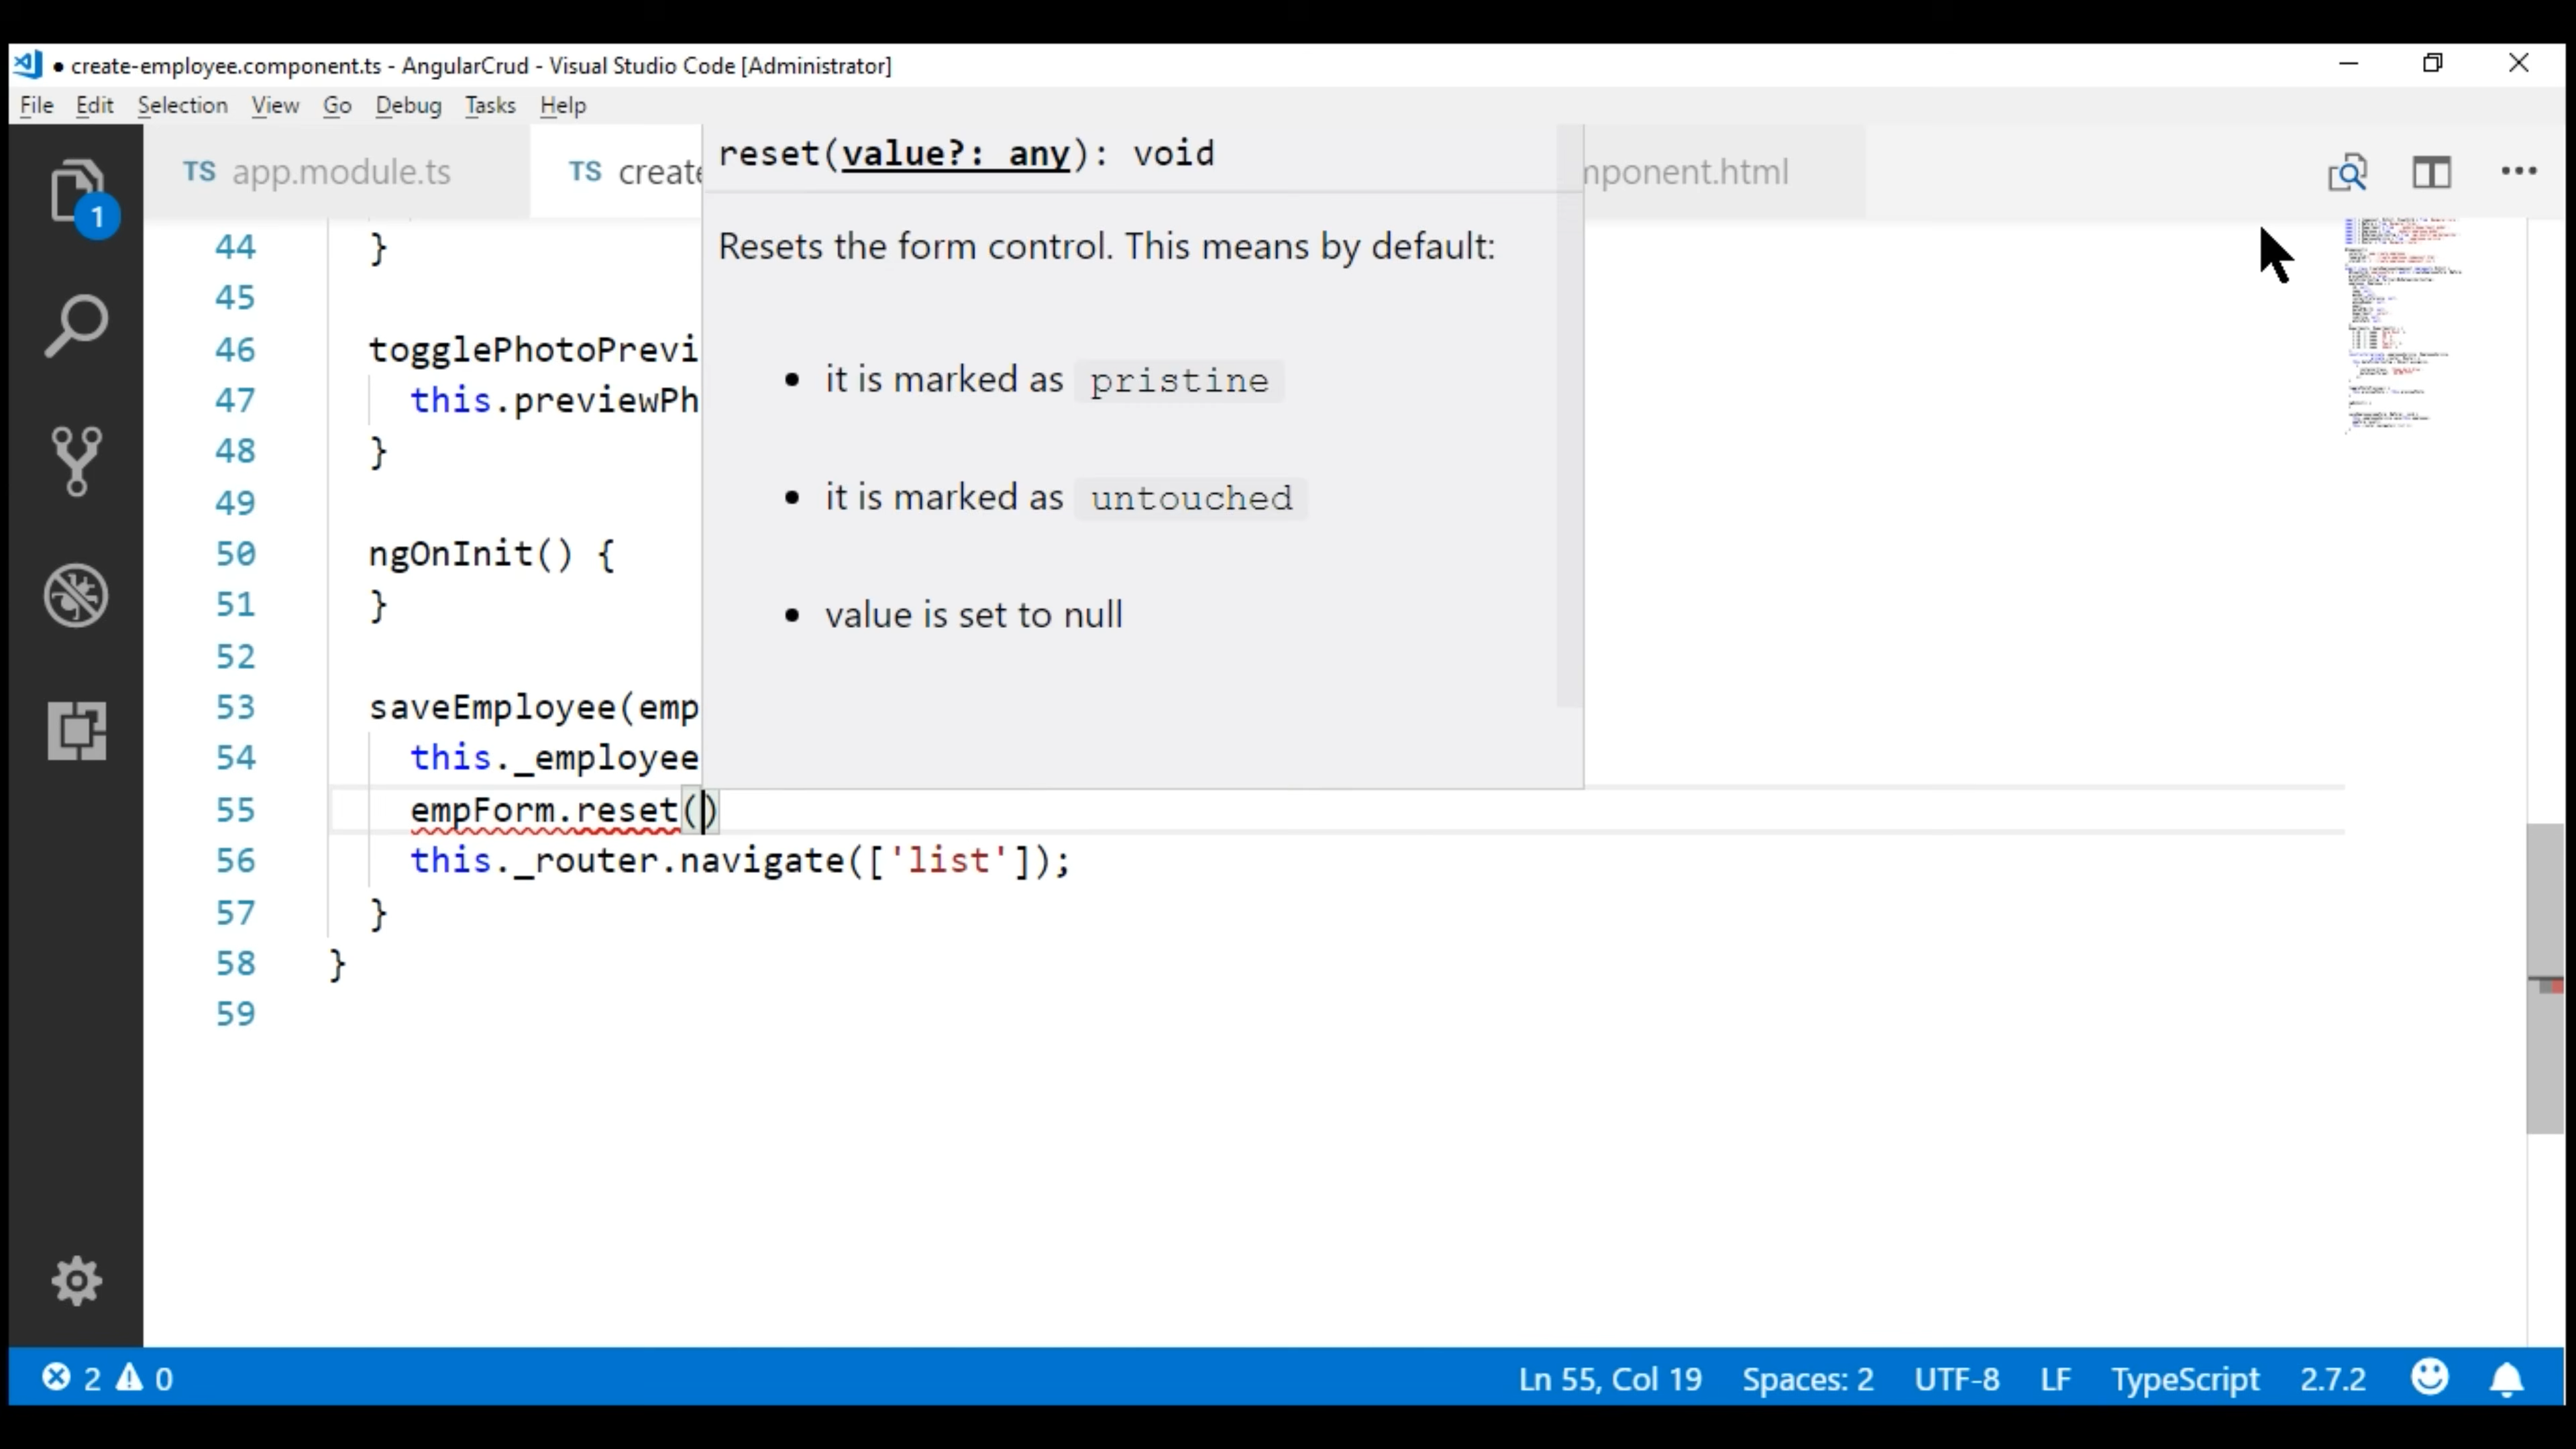 ● create-employee.component.ts - AngularCrud - Visual Studio Code [Administrator]
File Edit Selection View Go Debug Tasks Help
TS app.module.ts
TS create
mponent.html
reset(value?: any): void
Resets the form control. This means by default:
• it is marked as pristine
• it is marked as untouched
• value is set to null
1
44 }
45
46 togglePhotoPrevi
47 this.previewPh
48 }
49
50 ngOnInit() {
51 }
52
53 saveEmployee(emp
54 this._employee
55 empForm.reset()
56 this._router.navigate(['list']);
57 }
58 }
59
2 0 Ln 55, Col 19 Spaces: 2 UTF-8 LF TypeScript 2.7.2